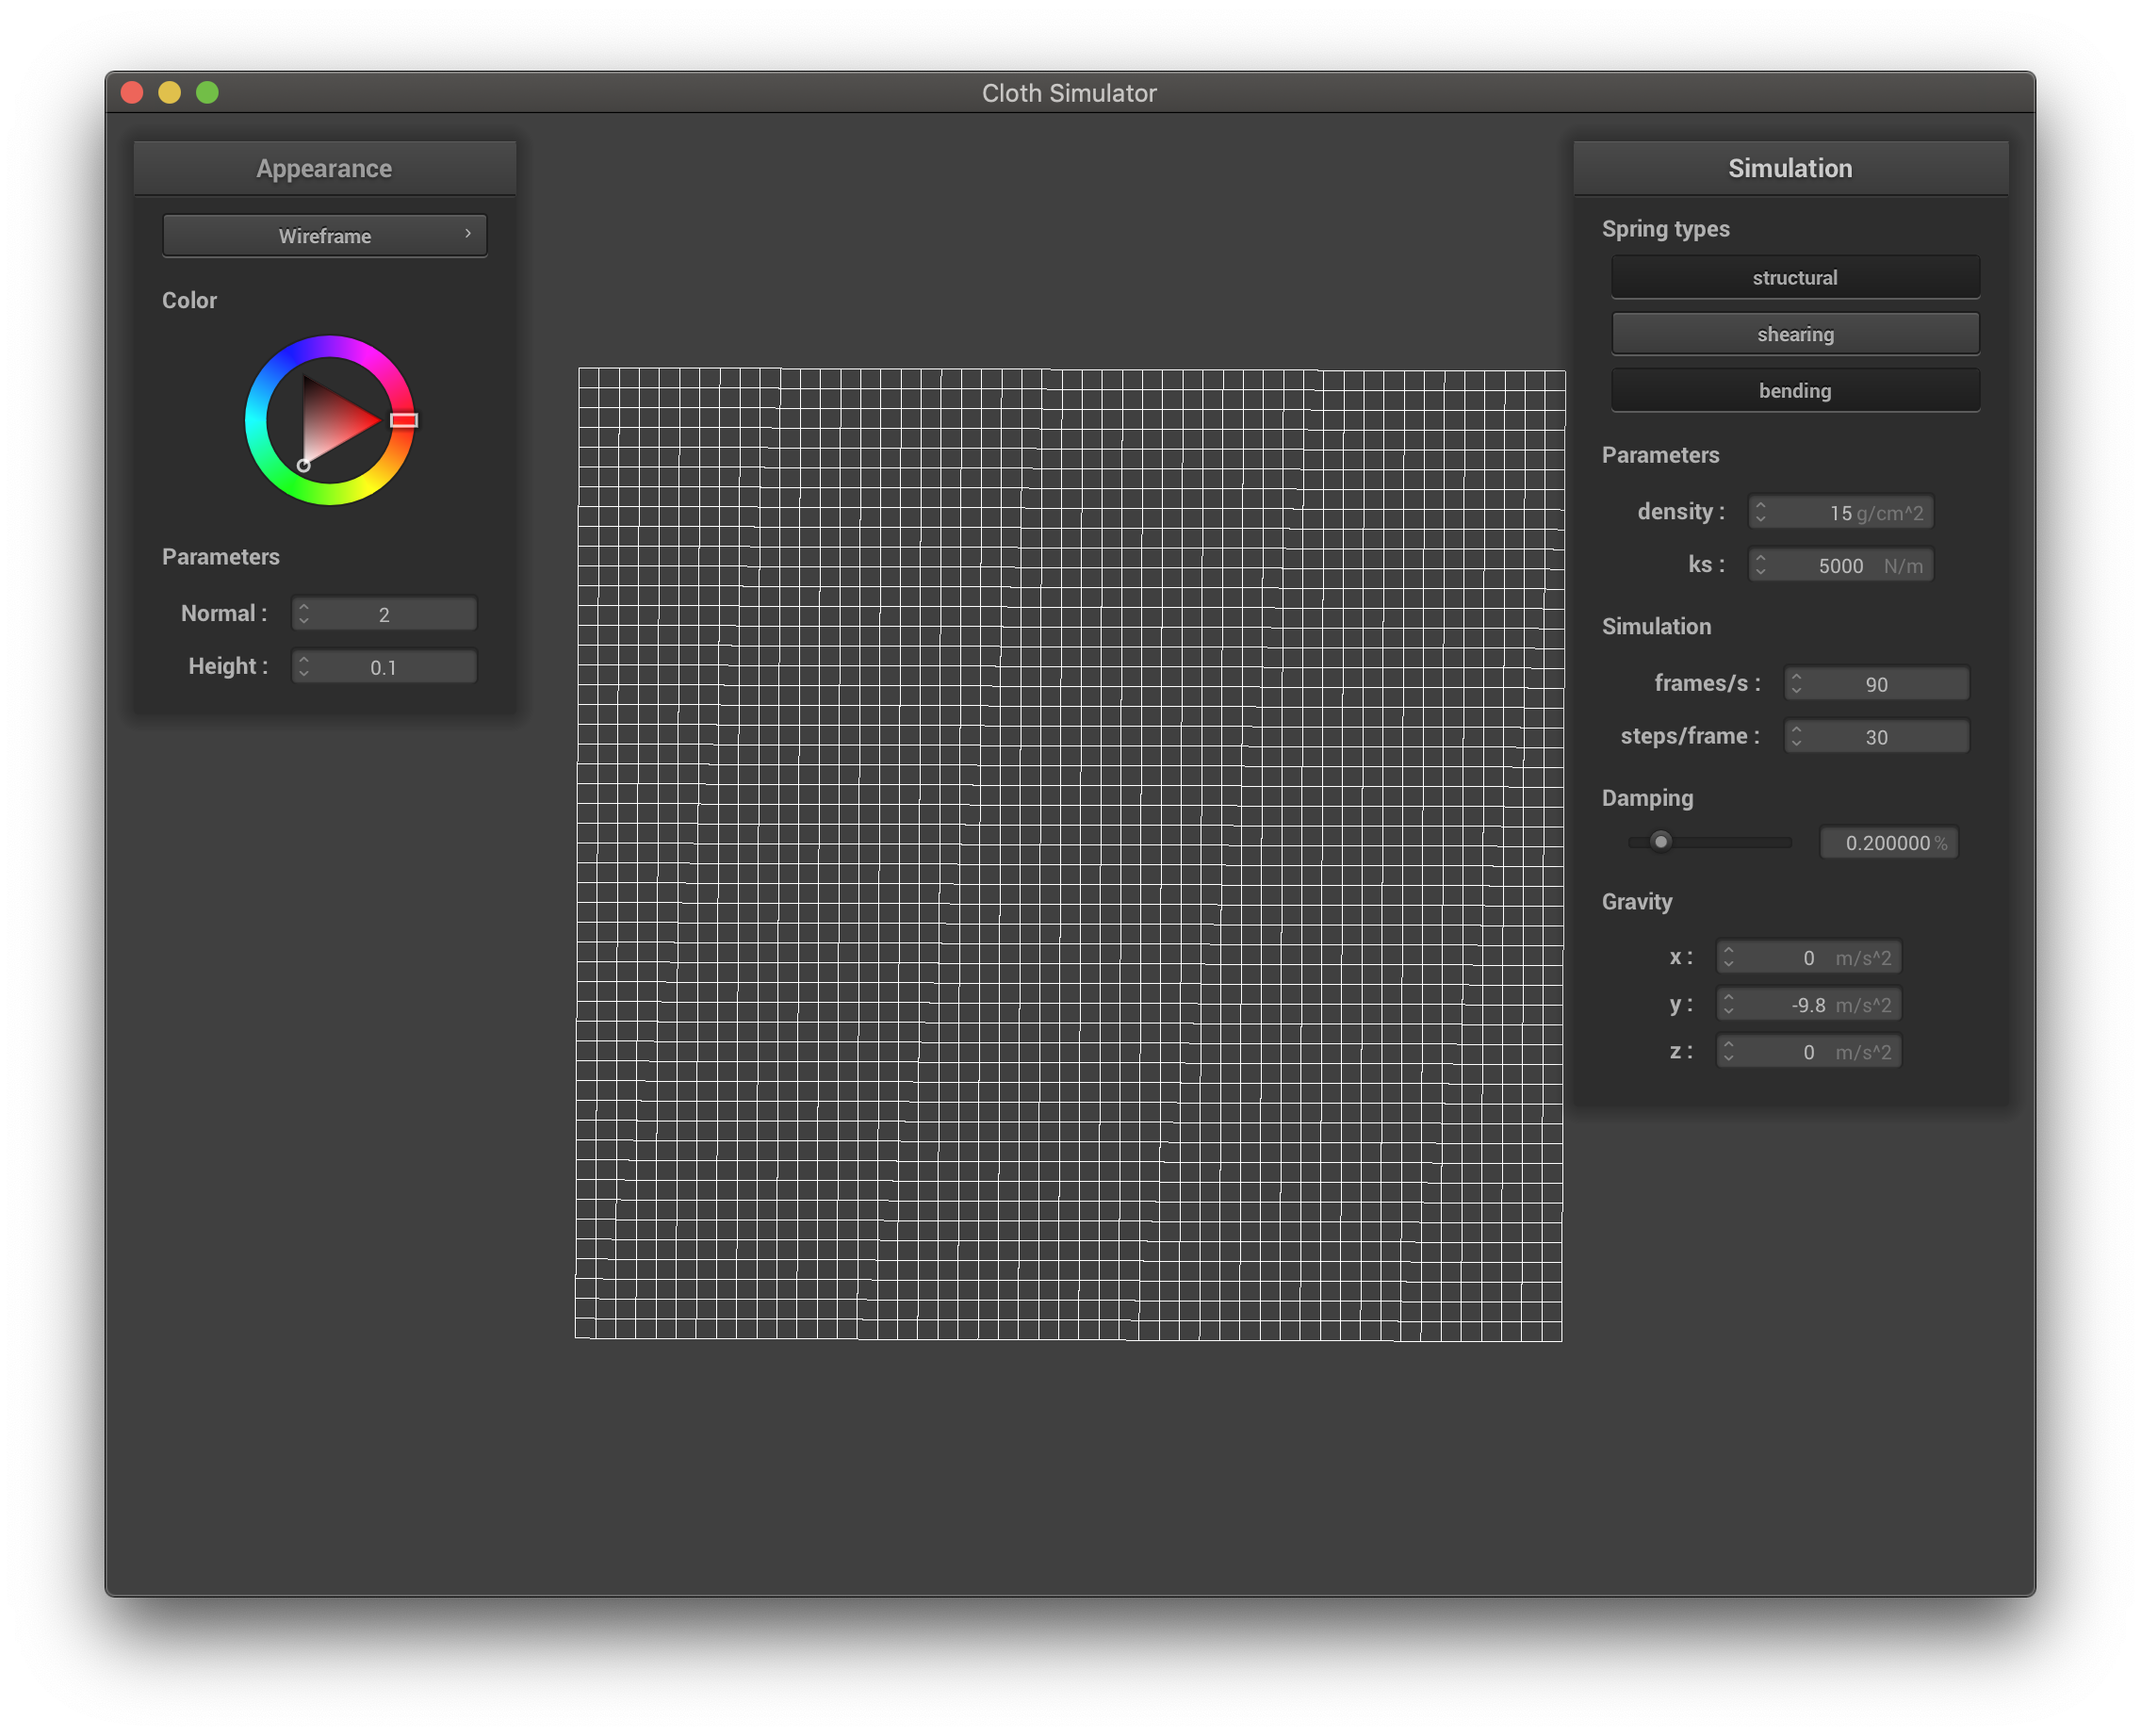 Cloth Simulator
Appearance
Wireframe
Color
Parameters
Normal : 2
Height : 0.1
Simulation
Spring types
structural
shearing
bending
Parameters
density : 15 g/cm^2
ks : 5000 N/m
Simulation
frames/s : 90
steps/frame : 30
Damping
0.200000 %
Gravity
x : 0 m/s^2
y : -9.8 m/s^2
z : 0 m/s^2